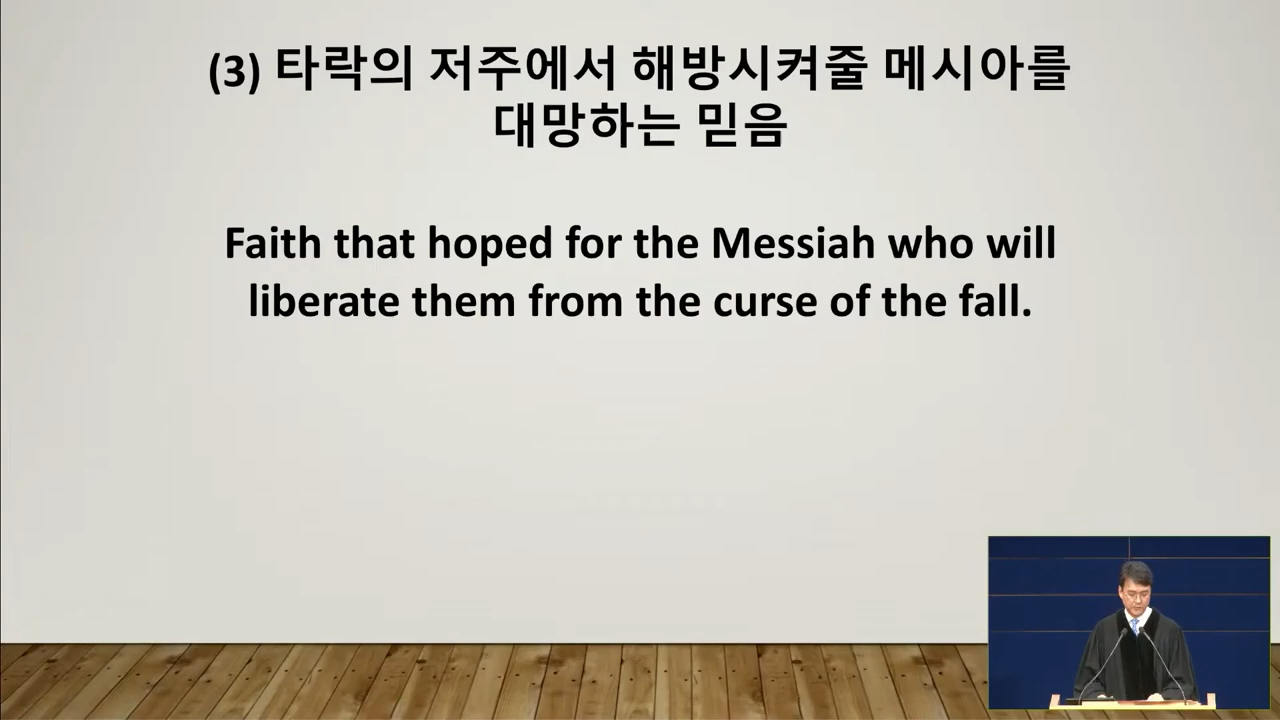 (3) 타락의 저주에서 해방시켜줄 메시아를
대망하는 믿음
Faith that hoped for the Messiah who will
liberate them from the curse of the fall.